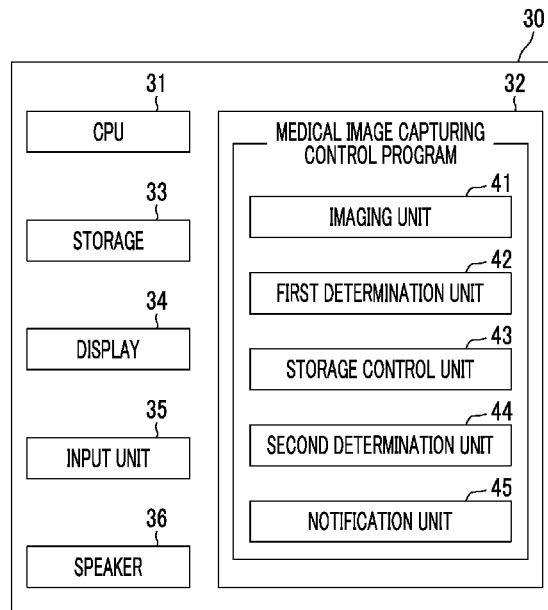 30
31
CPU
33
STORAGE
34
DISPLAY
35
INPUT UNIT
36
SPEAKER
32
MEDICAL IMAGE CAPTURING
CONTROL PROGRAM
41
IMAGING UNIT
42
FIRST DETERMINATION UNIT
43
STORAGE CONTROL UNIT
44
SECOND DETERMINATION UNIT
45
NOTIFICATION UNIT